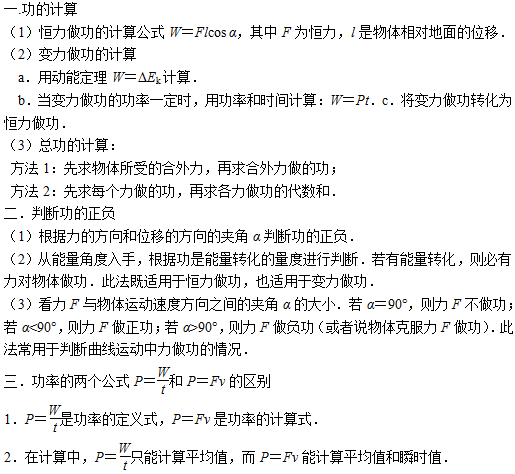 一.功的计算
（1）恒力做功的计算公式 W＝Flcos α，其中 F 为恒力，l 是物体相对地面的位移．
（2）变力做功的计算
a．用动能定理 W＝ΔEk计算．
b．当变力做功的功率一定时，用功率和时间计算：W＝Pt．c．将变力做功转化为
恒力做功．
（3）总功的计算：
方法 1：先求物体所受的合外力，再求合外力做的功；
方法 2：先求每个力做的功，再求各力做功的代数和．
二．判断功的正负
（1）根据力的方向和位移的方向的夹角 α 判断功的正负．
（2）从能量角度入手，根据功是能量转化的量度进行判断．若有能量转化，则必有
力对物体做功．此法既适用于恒力做功，也适用于变力做功．
（3）看力 F 与物体运动速度方向之间的夹角 α 的大小．若 α＝90°，则力 F 不做功；
若 α<90°，则力 F 做正功；若 α>90°，则力 F 做负功（或者说物体克服力 F 做功）．此
法常用于判断曲线运动中力做功的情况．
三．功率的两个公式 P＝W/t和 P＝Fv 的区别
1．P＝W/t是功率的定义式，P＝Fv 是功率的计算式．
2．在计算中，P＝W/t只能计算平均值，而 P＝Fv 能计算平均值和瞬时值．